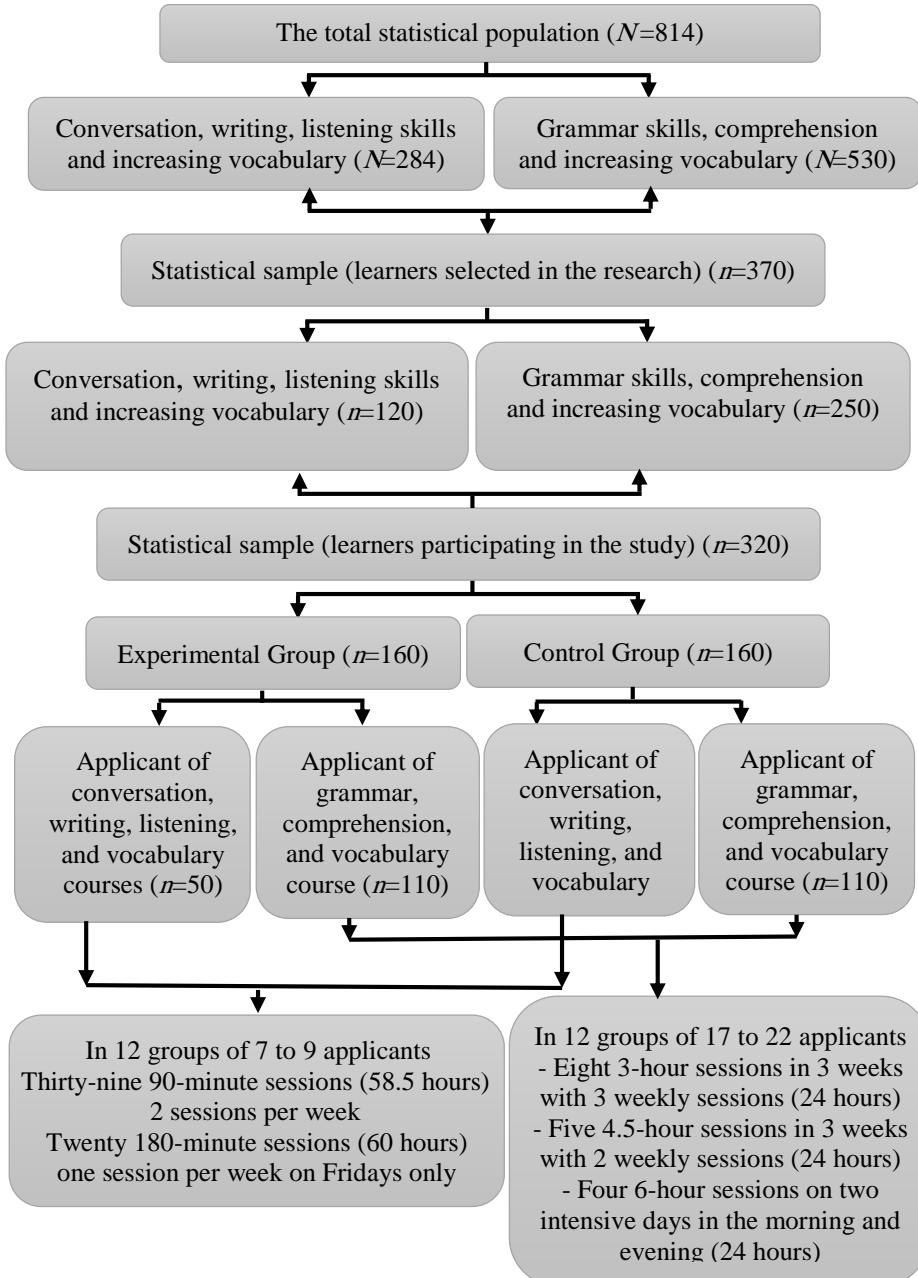 The total statistical population (N=814)
Conversation, writing, listening skills
and increasing vocabulary (N=284)
Grammar skills, comprehension
and increasing vocabulary (N=530)
Statistical sample (learners selected in the research) (n=370)
Conversation, writing, listening skills
and increasing vocabulary (n=120)
Grammar skills, comprehension
and increasing vocabulary (n=250)
Statistical sample (learners participating in the study) (n=320)
Experimental Group (n=160)
Control Group (n=160)
Applicant of
conversation,
writing, listening,
and vocabulary
courses (n=50)
Applicant of
grammar,
comprehension,
and vocabulary
course (n=110)
Applicant of
conversation,
writing,
listening, and
vocabulary
Applicant of
grammar,
comprehension,
and vocabulary
course (n=110)
In 12 groups of 7 to 9 applicants
Thirty-nine 90-minute sessions (58.5 hours)
2 sessions per week
Twenty 180-minute sessions (60 hours)
one session per week on Fridays only
In 12 groups of 17 to 22 applicants
- Eight 3-hour sessions in 3 weeks
with 3 weekly sessions (24 hours)
- Five 4.5-hour sessions in 3 weeks
with 2 weekly sessions (24 hours)
- Four 6-hour sessions on two
intensive days in the morning and
evening (24 hours)